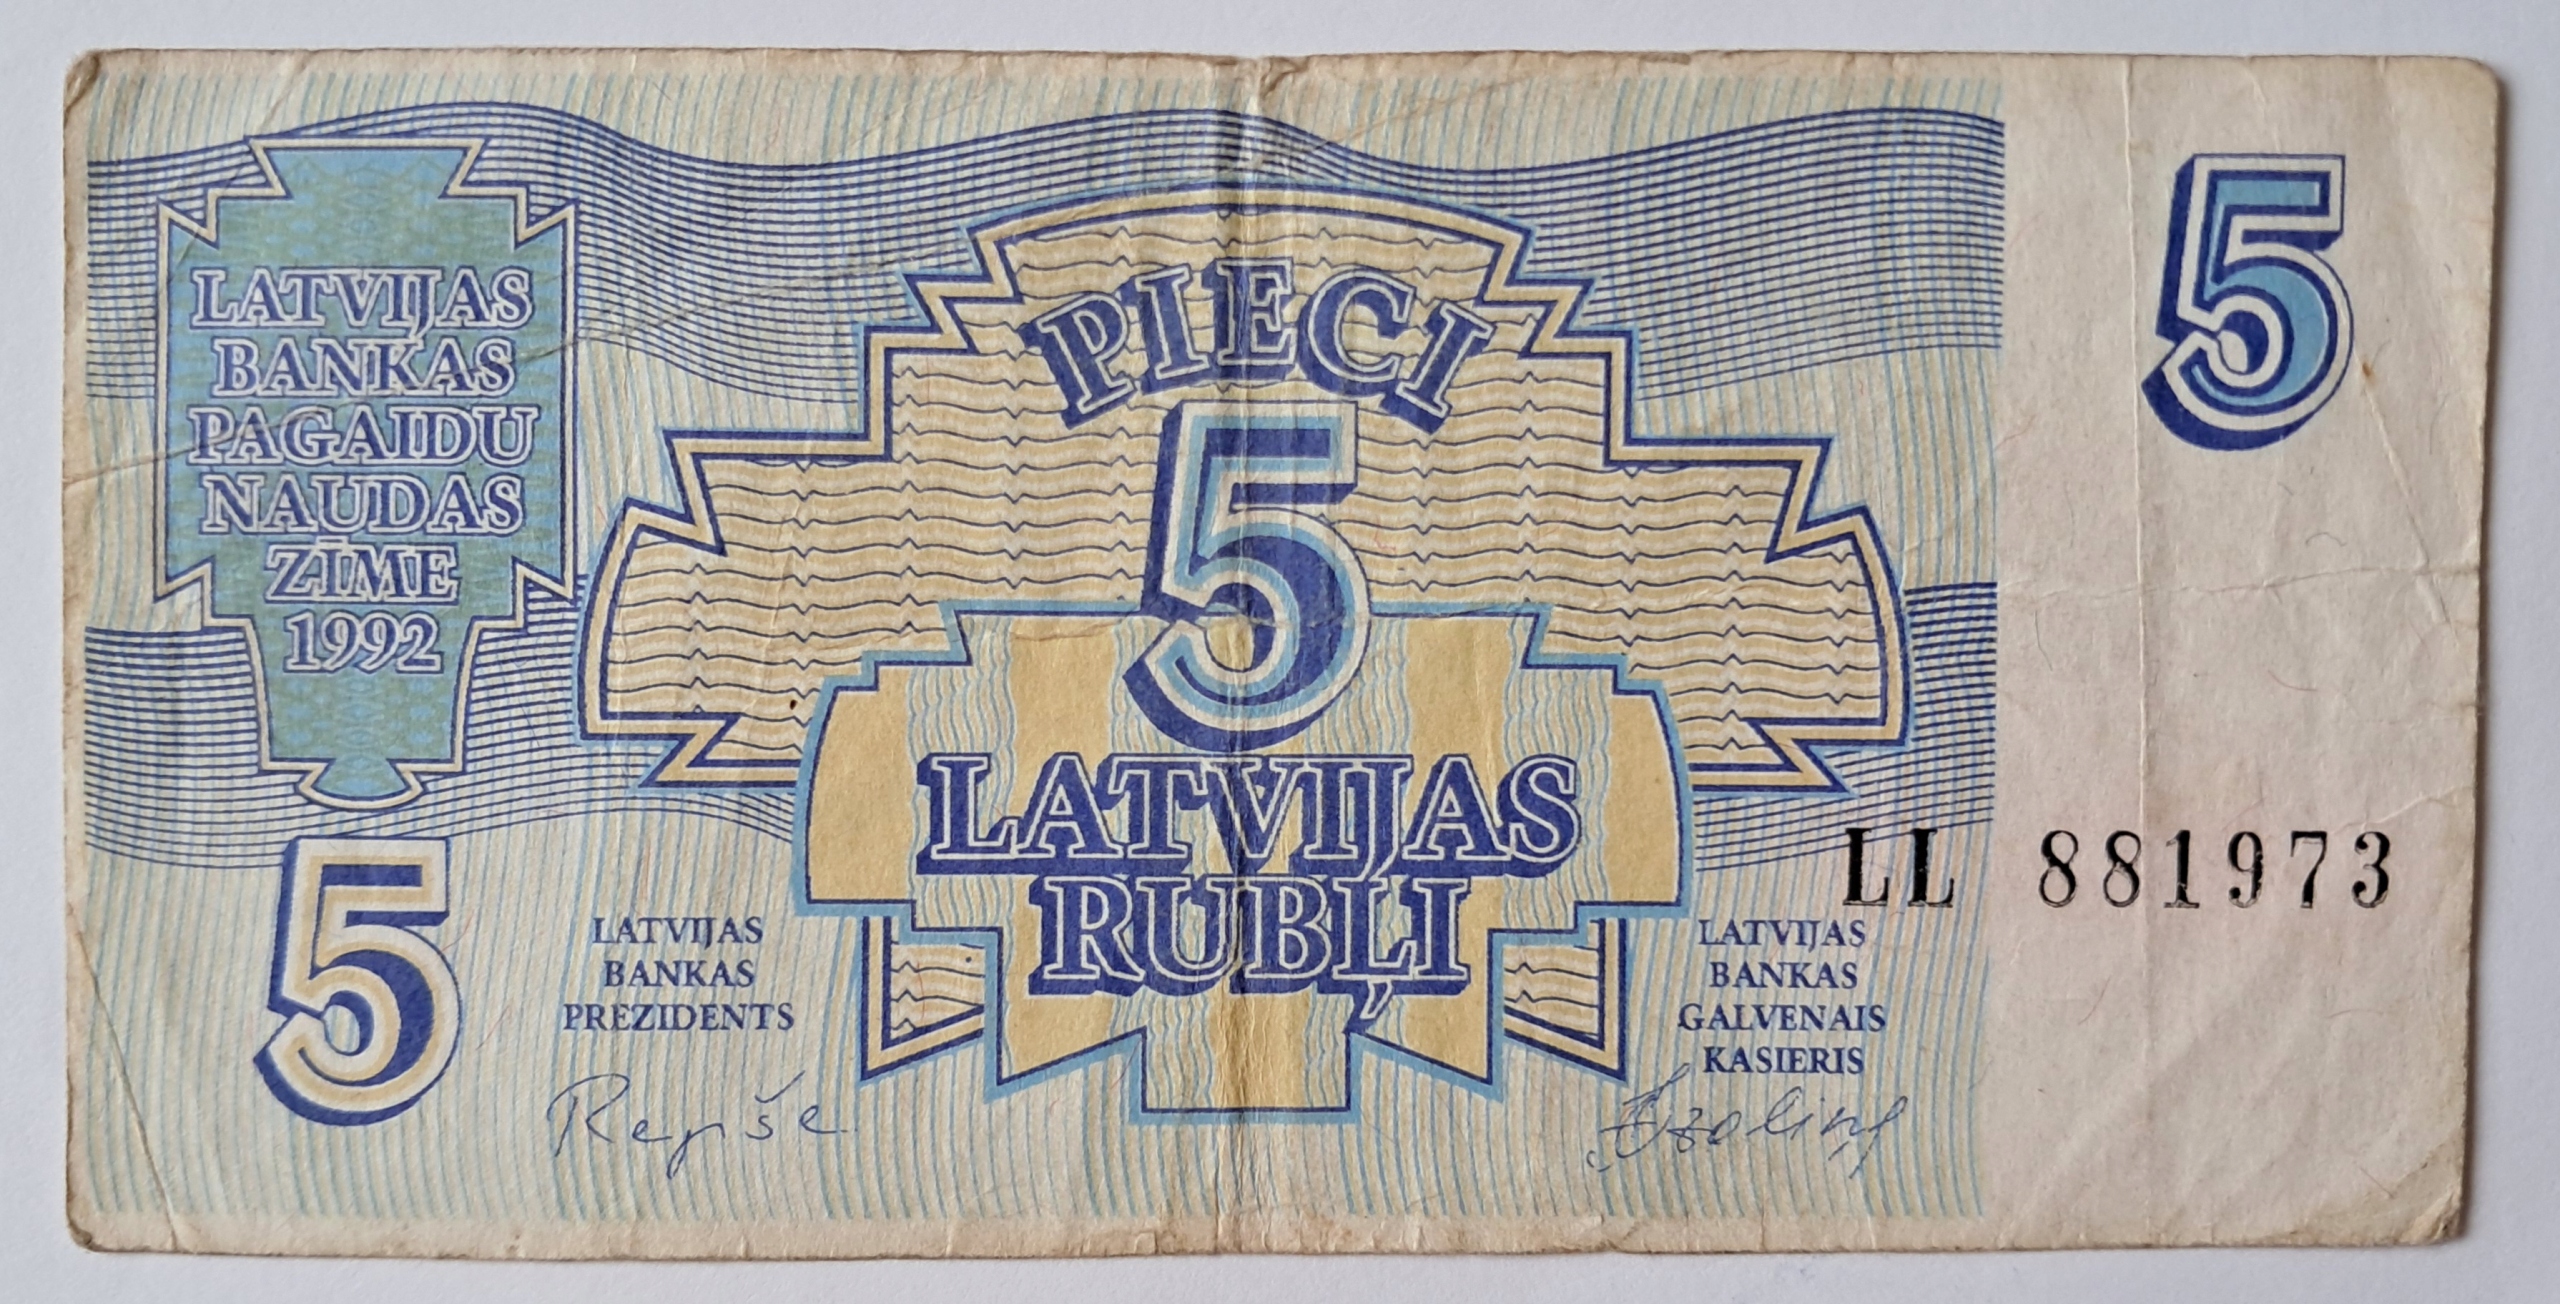 LATVIJAS
BANKAS
PAGAIDU
NAUDAS
ZĪME
1992
5
PIECI
5
LATVIJAS
RUBĻI
5
LL 881973
LATVIJAS
BANKAS
PREZIDENTS
Repše
LATVIJAS
BANKAS
GALVENAIS
KASIERIS